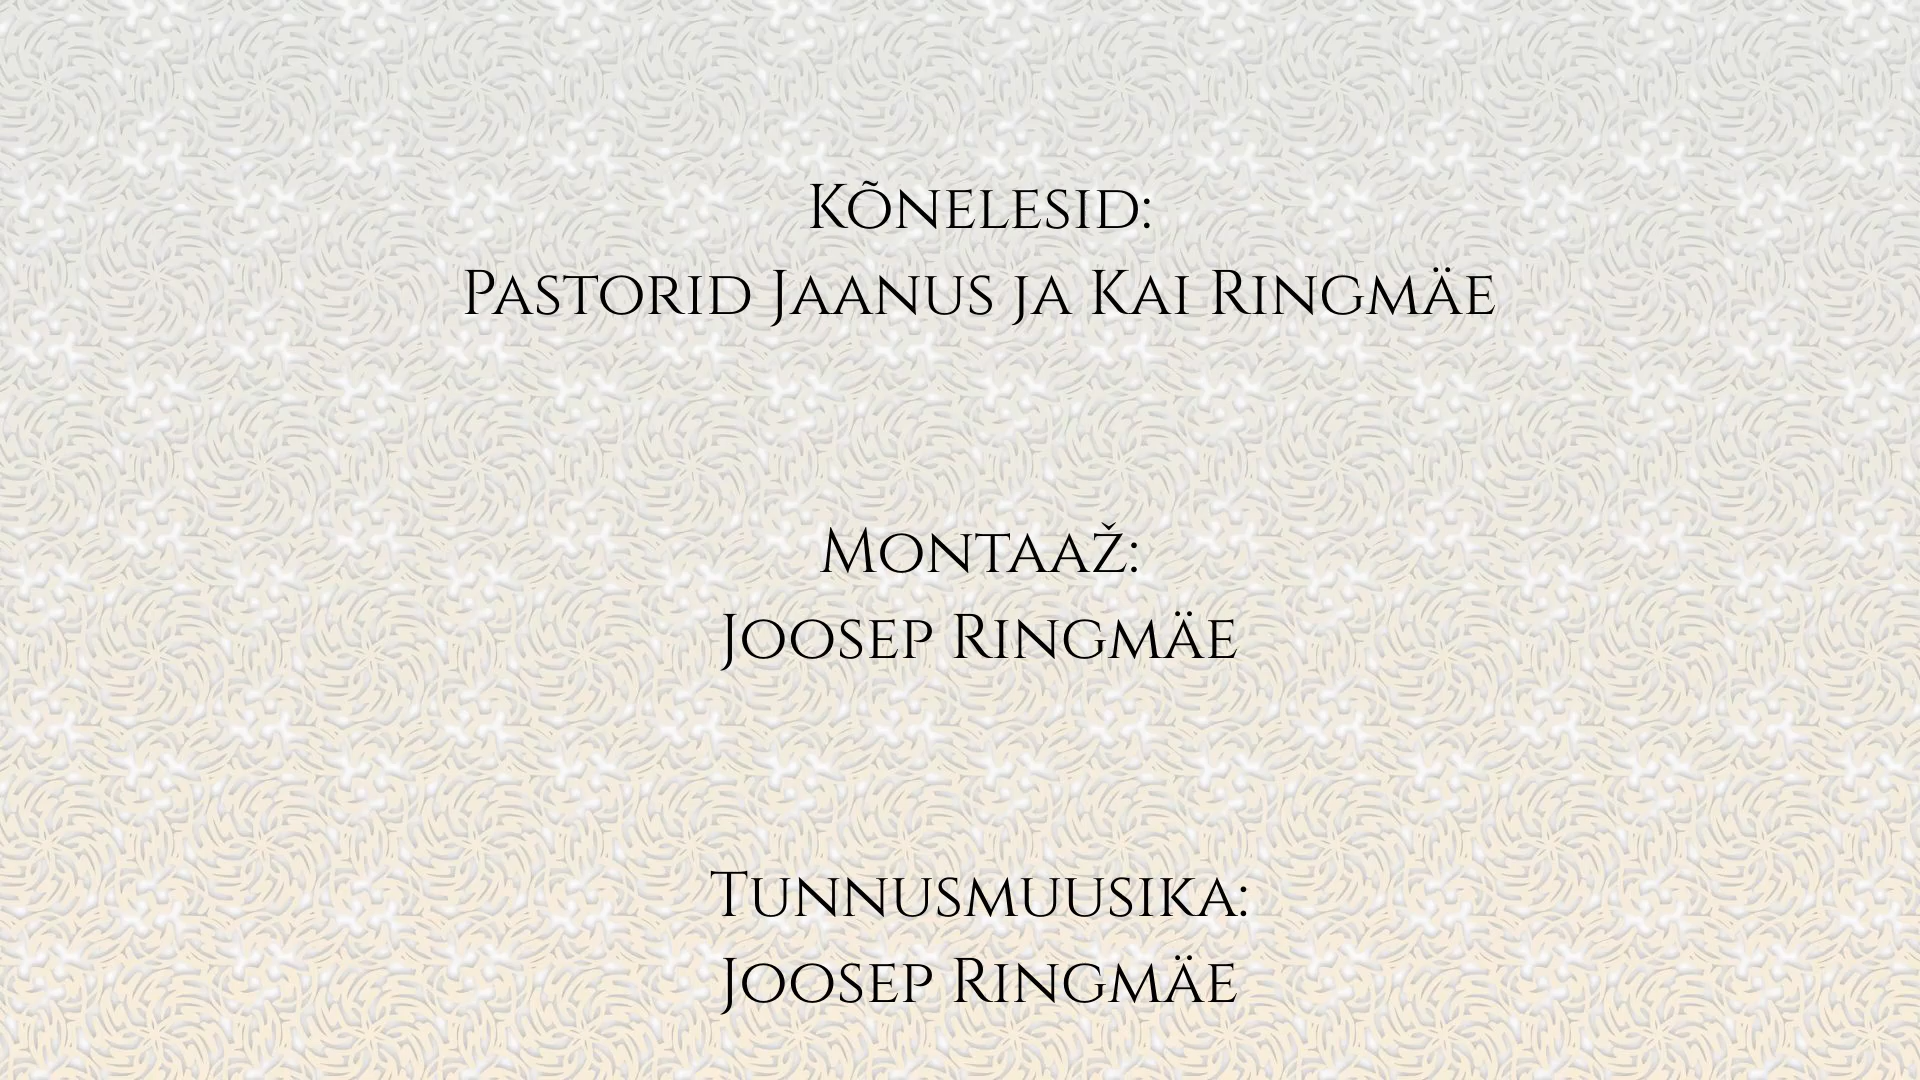 Kõnelesid:
Pastorid Jaanus ja Kai Ringmäe
Montaaž:
Joosep Ringmäe
Tunnusmuusika:
Joosep Ringmäe